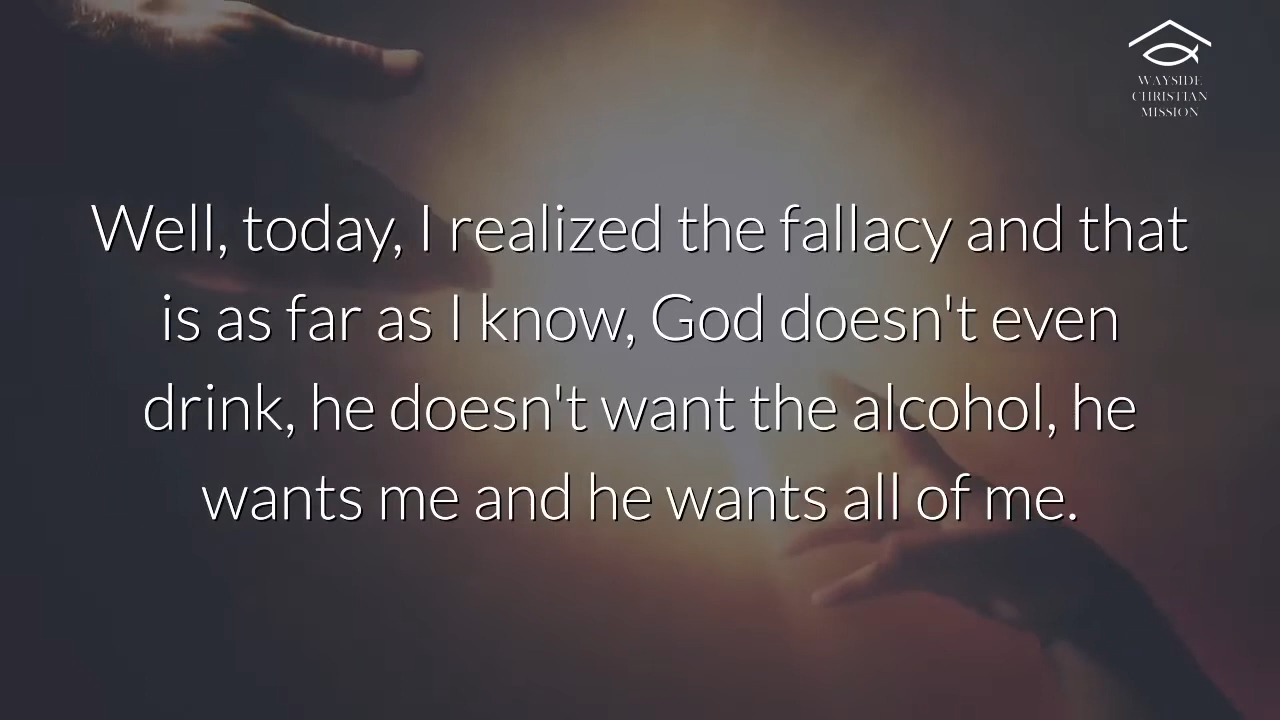 WAYSIDE
CHRISTIAN
MISSION
Well, today, I realized the fallacy and that
is as far as I know, God doesn't even
drink, he doesn't want the alcohol, he
wants me and he wants all of me.